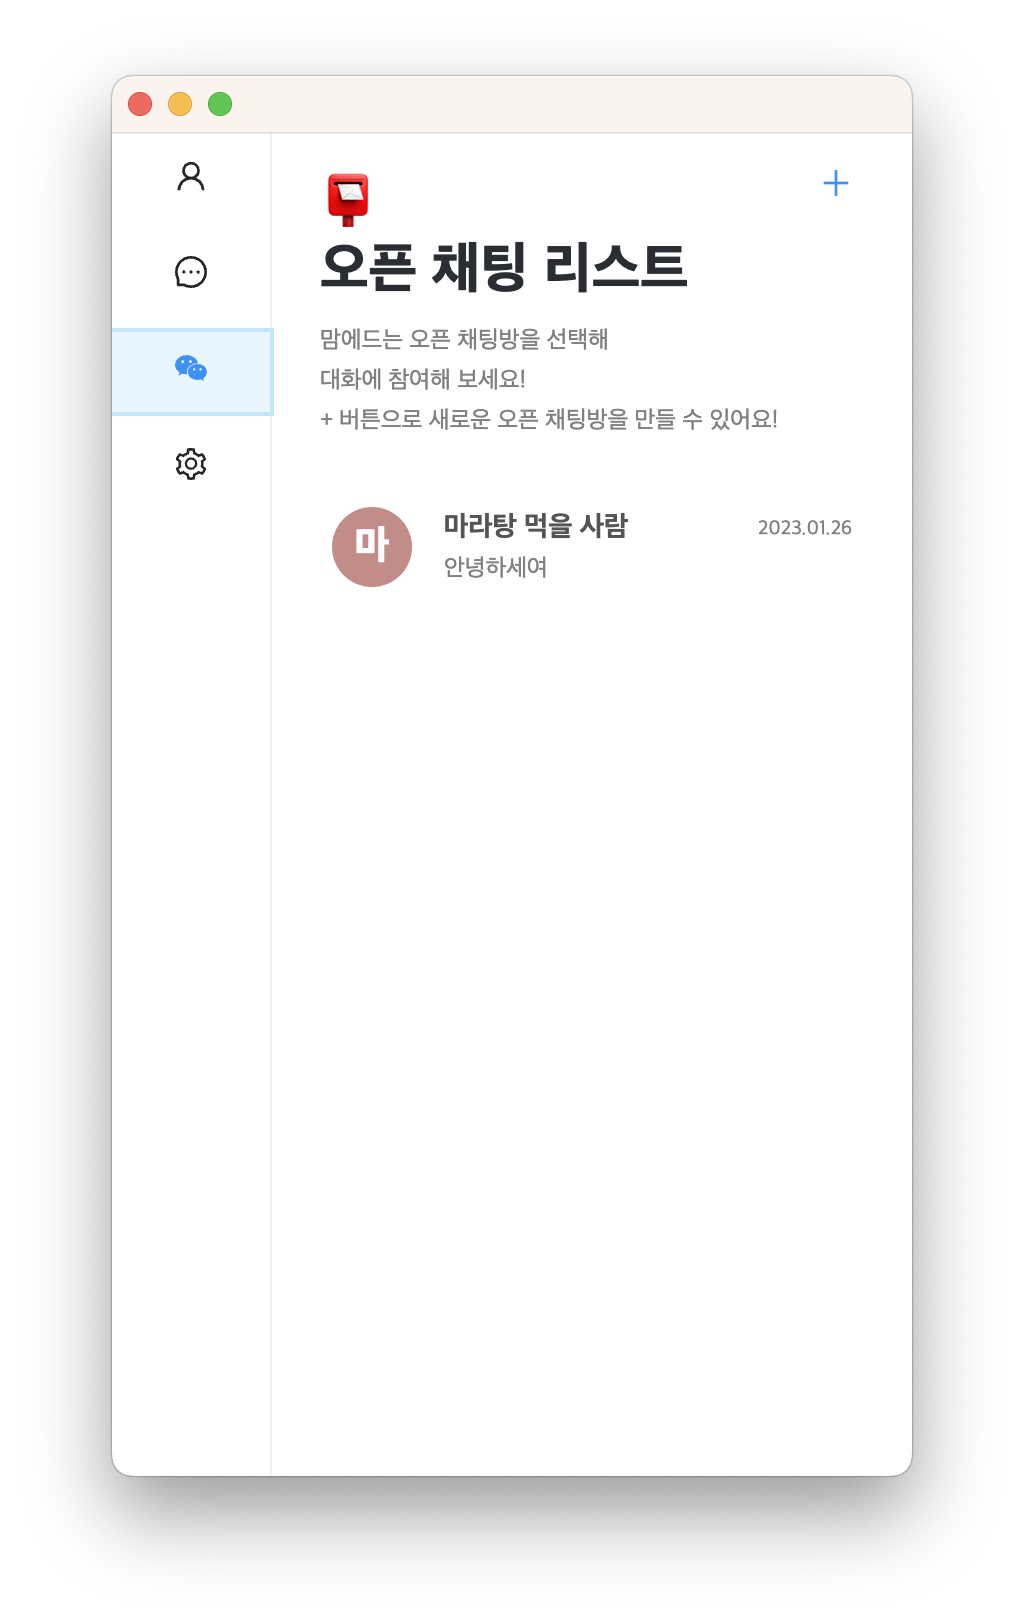 오픈 채팅 리스트
맘에드는 오픈 채팅방을 선택해
대화에 참여해 보세요!
+ 버튼으로 새로운 오픈 채팅방을 만들 수 있어요!
마
마라탕 먹을 사람
2023.01.26
안녕하세여